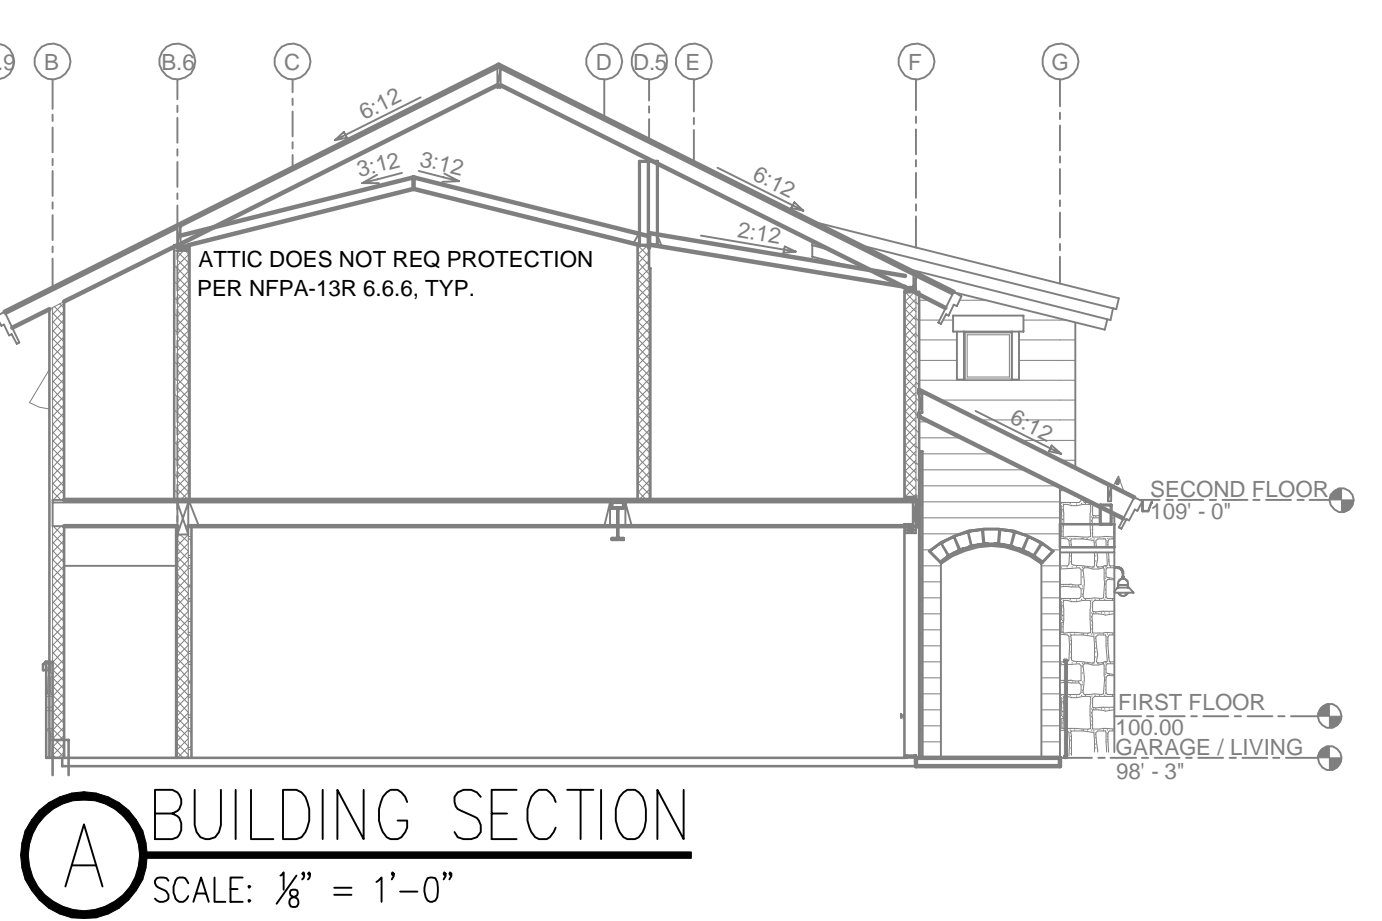 .9 B B.6 C D D.5 E F G
6:12
3:12 3:12
6:12
2:12
ATTIC DOES NOT REQ PROTECTION
PER NFPA-13R 6.6.6, TYP.
6:12
SECOND FLOOR
109' - 0"
FIRST FLOOR
100.00
GARAGE / LIVING
98' - 3"
A
BUILDING SECTION
SCALE: ⅛" = 1'-0"